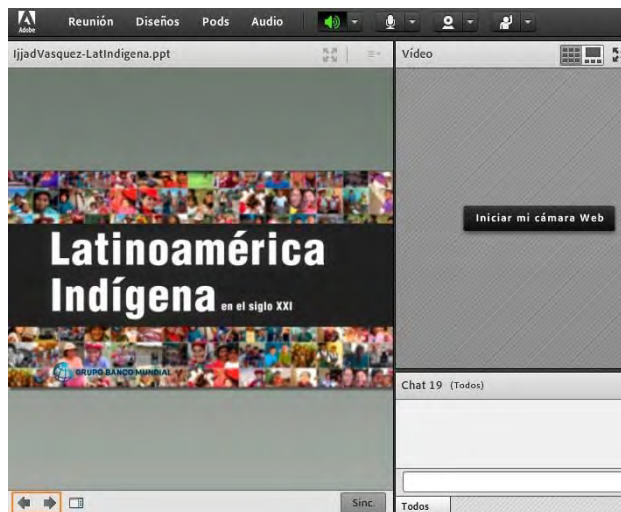 Adobe
Reunión Diseños Pods Audio
IjjadVasquez-LatIndigena.ppt
Vídeo
Iniciar mi cámara Web
Latinoamérica
Indígena en el siglo XXI
GRUPO BANCO MUNDIAL
Chat 19 (Todos)
Sinc.
Todos